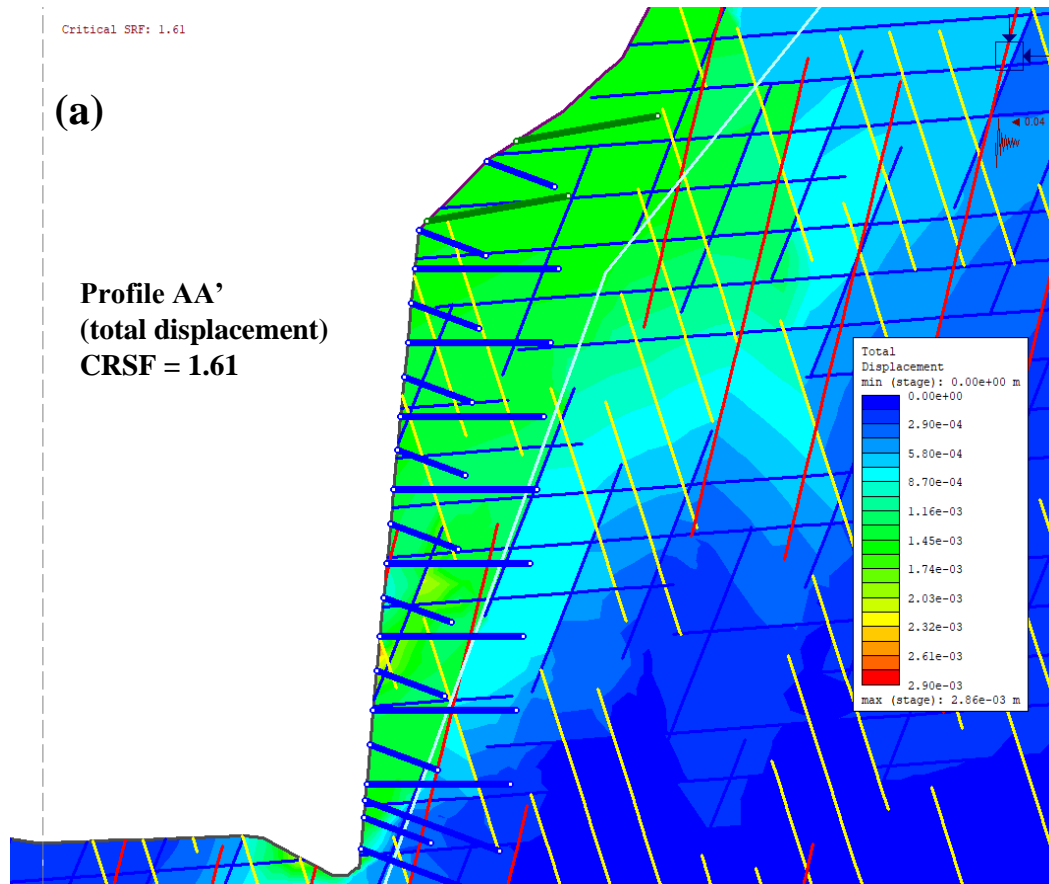 Critical SRF: 1.61
(a)
0.04
Profile AA’
(total displacement)
CRSF = 1.61
Total
Displacement
min (stage): 0.00e+00 m
0.00e+00
2.90e-04
5.80e-04
8.70e-04
1.16e-03
1.45e-03
1.74e-03
2.03e-03
2.32e-03
2.61e-03
2.90e-03
max (stage): 2.86e-03 m